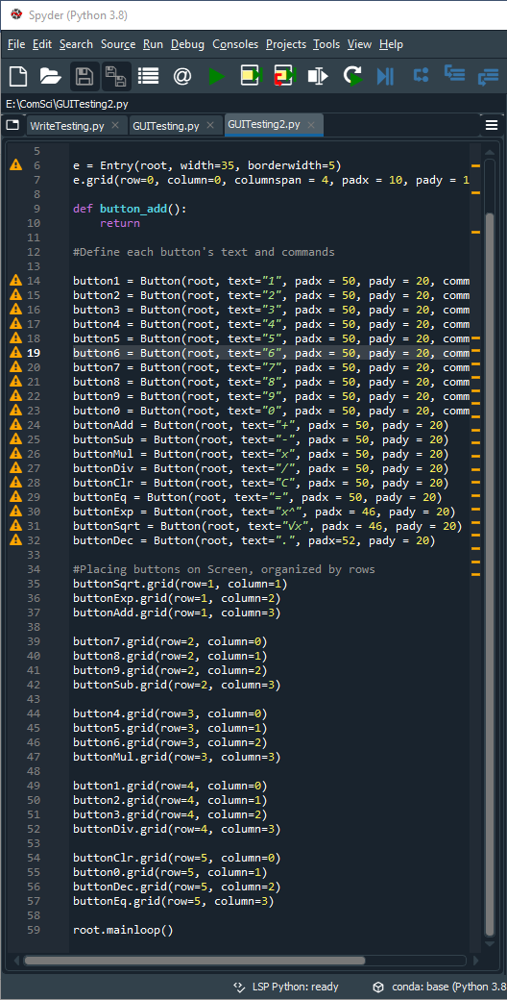 Spyder (Python 3.8)
File Edit Search Source Run Debug Consoles Projects Tools View Help
E:\ComSci\GUITesting2.py
WriteTesting.py GUITesting.py GUITesting2.py
5
6 e = Entry(root, width=35, borderwidth=5)
7 e.grid(row=0, column=0, columnspan = 4, padx = 10, pady = 1
8
9 def button_add():
10 return
11
12 #Define each button's text and commands
13
14 button1 = Button(root, text="1", padx = 50, pady = 20, comm
15 button2 = Button(root, text="2", padx = 50, pady = 20, comm
16 button3 = Button(root, text="3", padx = 50, pady = 20, comm
17 button4 = Button(root, text="4", padx = 50, pady = 20, comm
18 button5 = Button(root, text="5", padx = 50, pady = 20, comm
19 button6 = Button(root, text="6", padx = 50, pady = 20, comm
20 button7 = Button(root, text="7", padx = 50, pady = 20, comm
21 button8 = Button(root, text="8", padx = 50, pady = 20, comm
22 button9 = Button(root, text="9", padx = 50, pady = 20, comm
23 button0 = Button(root, text="0", padx = 50, pady = 20, comm
24 buttonAdd = Button(root, text="+", padx = 50, pady = 20)
25 buttonSub = Button(root, text="-", padx = 50, pady = 20)
26 buttonMul = Button(root, text="x", padx = 50, pady = 20)
27 buttonDiv = Button(root, text="/", padx = 50, pady = 20)
28 buttonClr = Button(root, text="C", padx = 50, pady = 20)
29 buttonEq = Button(root, text="=", padx = 50, pady = 20)
30 buttonExp = Button(root, text="x^", padx = 46, pady = 20)
31 buttonSqrt = Button(root, text="√x", padx = 46, pady = 20)
32 buttonDec = Button(root, text=".", padx=52, pady = 20)
33
34 #Placing buttons on Screen, organized by rows
35 buttonSqrt.grid(row=1, column=1)
36 buttonExp.grid(row=1, column=2)
37 buttonAdd.grid(row=1, column=3)
38
39 button7.grid(row=2, column=0)
40 button8.grid(row=2, column=1)
41 button9.grid(row=2, column=2)
42 buttonSub.grid(row=2, column=3)
43
44 button4.grid(row=3, column=0)
45 button5.grid(row=3, column=1)
46 button6.grid(row=3, column=2)
47 buttonMul.grid(row=3, column=3)
48
49 button1.grid(row=4, column=0)
50 button2.grid(row=4, column=1)
51 button3.grid(row=4, column=2)
52 buttonDiv.grid(row=4, column=3)
53
54 buttonClr.grid(row=5, column=0)
55 button0.grid(row=5, column=1)
56 buttonDec.grid(row=5, column=2)
57 buttonEq.grid(row=5, column=3)
58
59 root.mainloop()
LSP Python: ready conda: base (Python 3.8